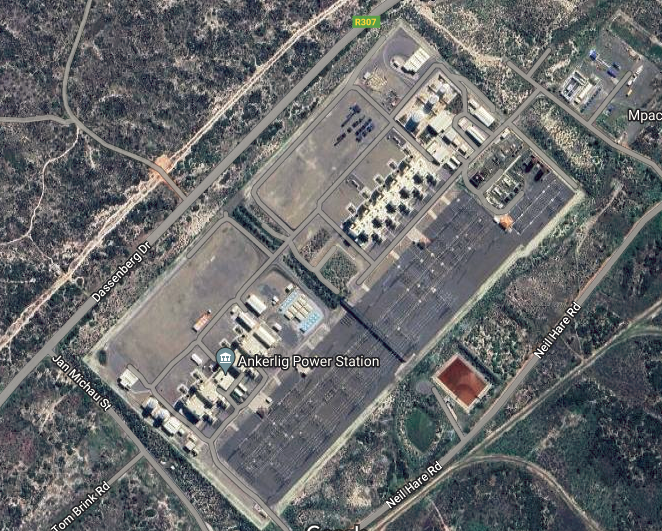 R307
Mpac
Dassenberg Dr
Neil Hare Rd
Ankerlig Power Station
Jan Michau St
Neil Hare Rd
Tom Brink Rd